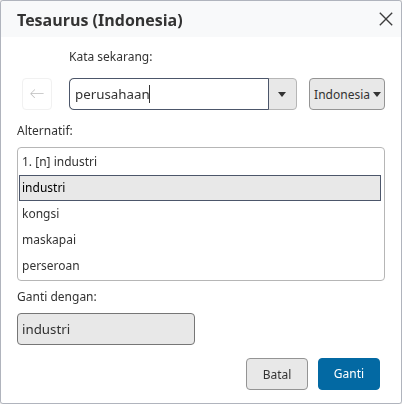 Tesaurus (Indonesia)
Kata sekarang:
perusahaan
Indonesia
Alternatif:
1. [n] industri
industri
kongsi
maskapai
perseroan
Ganti dengan:
industri
Batal
Ganti